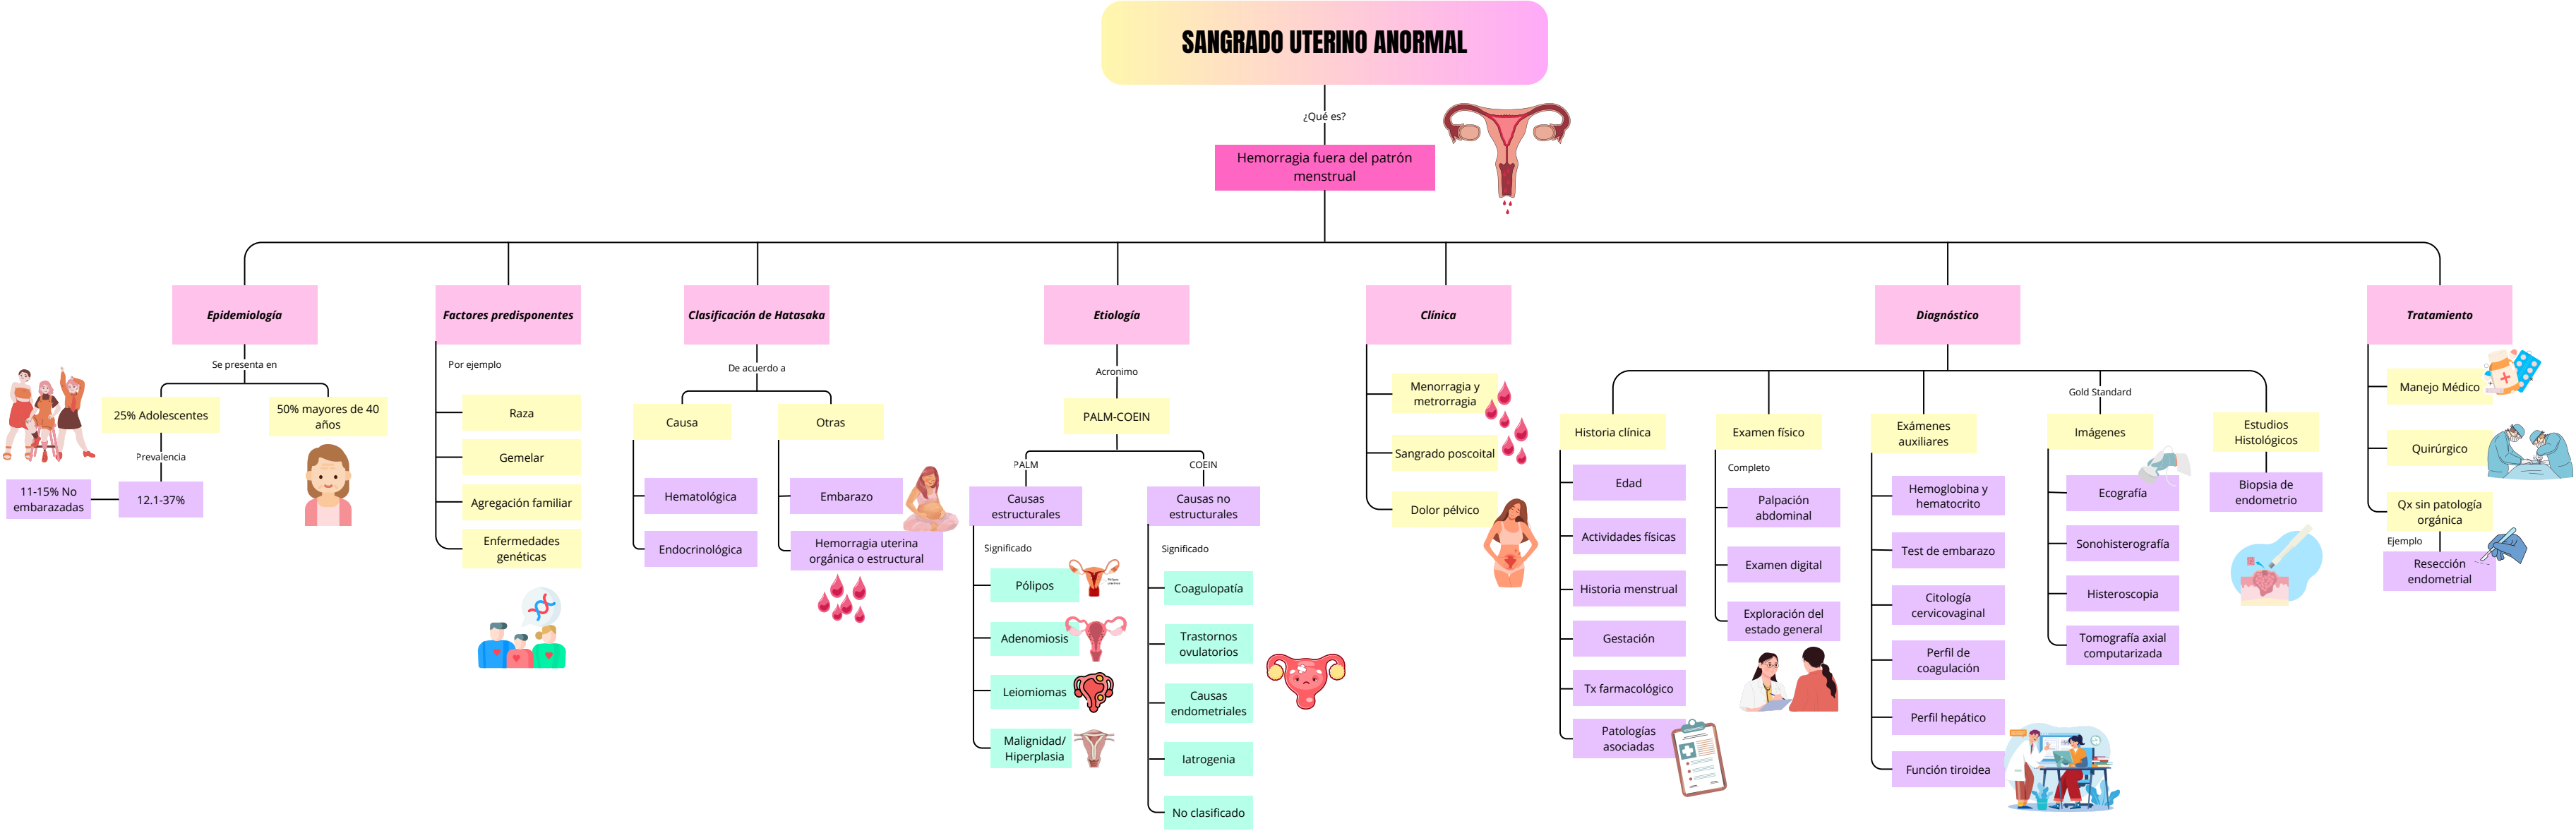 SANGRADO UTERINO ANORMAL
¿Qué es?
Hemorragia fuera del patrón
menstrual
Epidemiología
Se presenta en
25% Adolescentes
50% mayores de 40
años
Prevalencia
12.1-37%
11-15% No
embarazadas
Factores predisponentes
Por ejemplo
Raza
Gemelar
Agregación familiar
Enfermedades
genéticas
Clasificación de Hatasaka
De acuerdo a
Causa
Hematológica
Endocrinológica
Otras
Embarazo
Hemorragia uterina
orgánica o estructural
Etiología
Acronimo
PALM-COEIN
PALM
Causas
estructurales
Significado
Pólipos
Adenomiosis
Leiomiomas
Malignidad/
Hiperplasia
COEIN
Causas no
estructurales
Significado
Coagulopatía
Trastornos
ovulatorios
Causas
endometriales
Iatrogenia
No clasificado
Clínica
Menorragia y
metrorragia
Sangrado poscoital
Dolor pélvico
Diagnóstico
Historia clínica
Edad
Actividades físicas
Historia menstrual
Gestación
Tx farmacológico
Patologías
asociadas
Examen físico
Completo
Palpación
abdominal
Examen digital
Exploración del
estado general
Exámenes
auxiliares
Hemoglobina y
hematocrito
Test de embarazo
Citología
cervicovaginal
Perfil de
coagulación
Perfil hepático
Función tiroidea
Gold Standard
Imágenes
Ecografía
Sonohisterografía
Histeroscopia
Tomografía axial
computarizada
Estudios
Histológicos
Biopsia de
endometrio
Tratamiento
Manejo Médico
Quirúrgico
Qx sin patología
orgánica
Ejemplo
Resección
endometrial